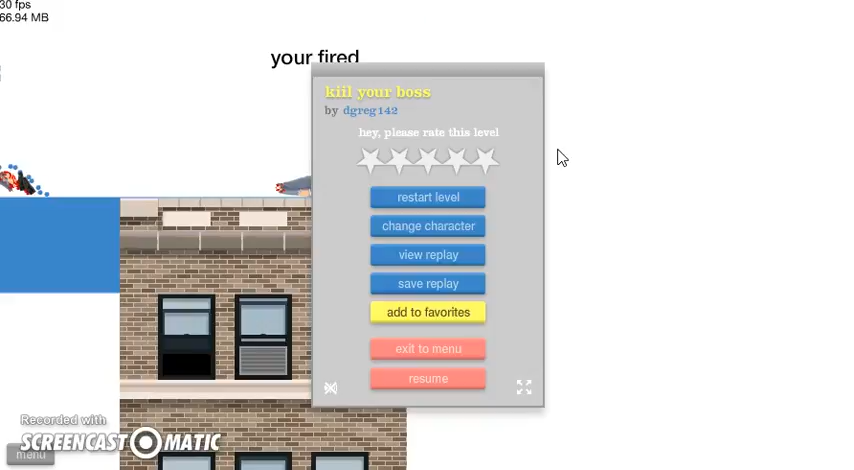 30 fps
66.94 MB
your fired
kiil your boss
by dgreg142
hey, please rate this level
restart level
change character
view replay
save replay
add to favorites
exit to menu
resume
Recorded with
SCREENCAST MATIC
menu